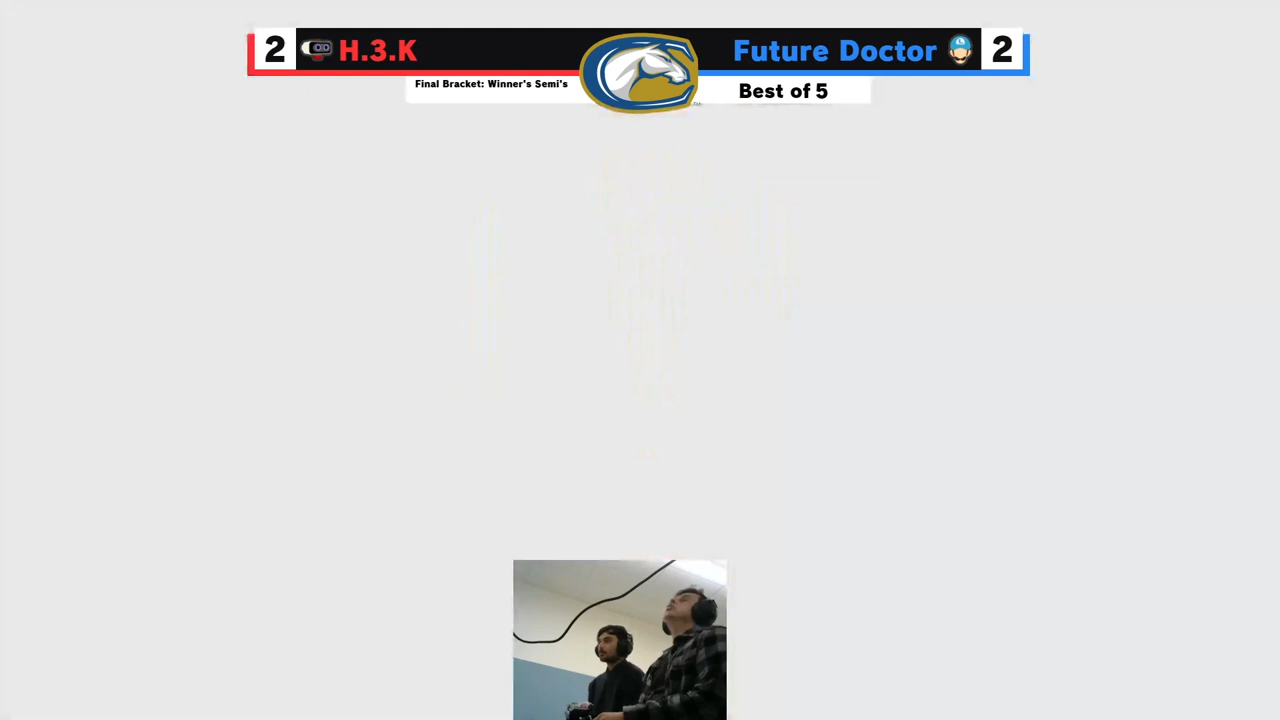 2 H.3.K Future Doctor 2
Final Bracket: Winner's Semi's
Best of 5